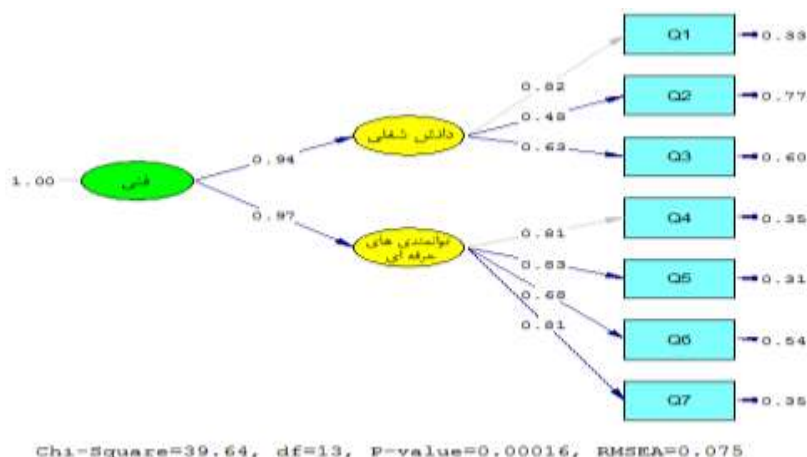 Q1
0.33
0.82
Q2
0.77
0.48
دانش شغلی
Q3
0.60
0.63
0.94
1.00
فنی
Q4
0.35
0.97
0.81
توانمندی های
حرفه ای
Q5
0.31
0.83
0.68
Q6
0.54
0.81
Q7
0.35
Chi-Square=39.64, df=13, P-value=0.00016, RMSEA=0.075